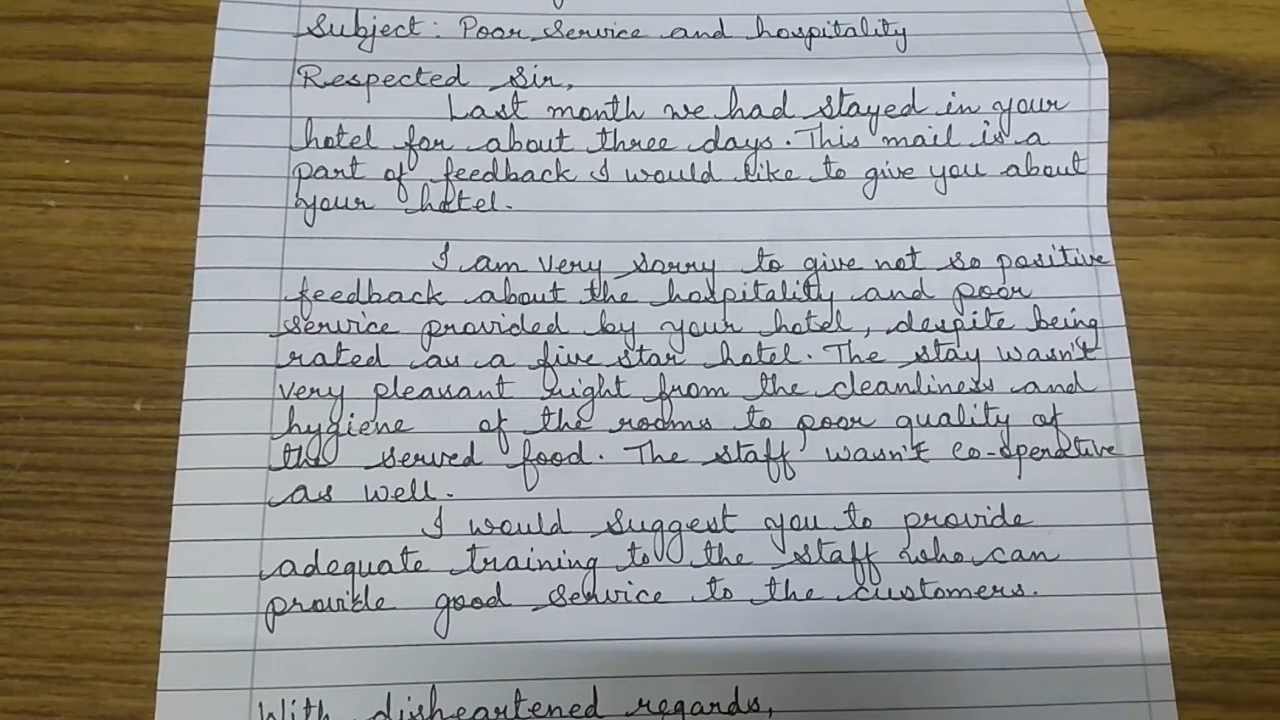 Subject: Poor service and hospitality
Respected Sir,
Last month we had stayed in your
hotel for about three days. This mail is a
part of feedback I would like to give you about
your hotel.
I am very sorry to give not so positive
feedback about the hospitality and poor
service provided by your hotel, despite being
rated as a five star hotel. The stay wasn't
very pleasant right from the cleanliness and
hygiene of the rooms to poor quality of
the served food. The staff wasn't co-operative
as well.
I would suggest you to provide
adequate training to the staff who can
provide good service to the customers.
With disheartened regards,